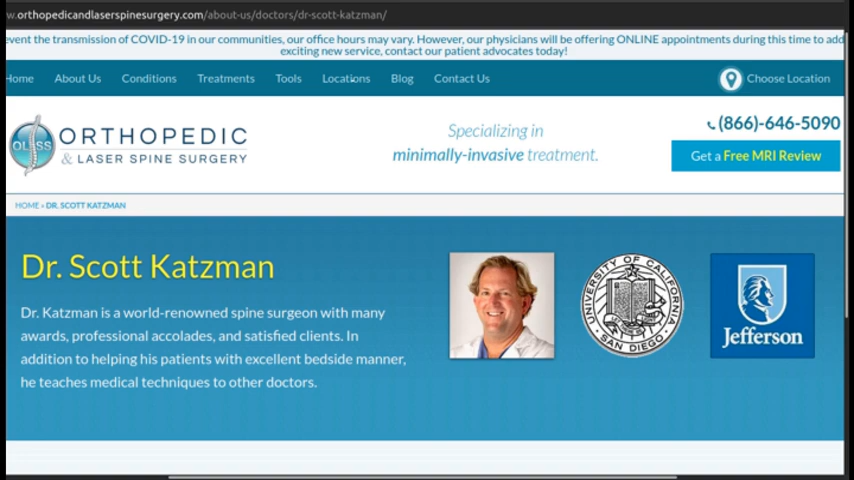 w.orthopedicandlaserspinesurgery.com/about-us/doctors/dr-scott-katzman/
event the transmission of COVID-19 in our communities, our office hours may vary. However, our physicians will be offering ONLINE appointments during this time to add
exciting new service, contact our patient advocates today!
Home About Us Conditions Treatments Tools Locations Blog Contact Us Choose Location
OLSS ORTHOPEDIC
& LASER SPINE SURGERY
Specializing in
minimally-invasive treatment.
(866)-646-5090
Get a Free MRI Review
HOME » DR. SCOTT KATZMAN
Dr. Scott Katzman
Dr. Katzman is a world-renowned spine surgeon with many
awards, professional accolades, and satisfied clients. In
addition to helping his patients with excellent bedside manner,
he teaches medical techniques to other doctors.
UNIVERSITY OF CALIFORNIA
SAN DIEGO
Jefferson